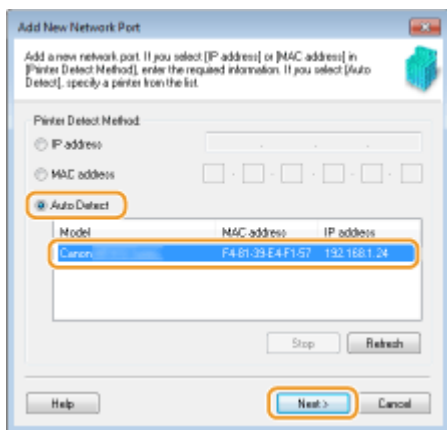 Add New Network Port
Add a new network port. If you select [IP address] or [MAC address] in
[Printer Detect Method], enter the required information. If you select [Auto
Detect], specify a printer from the list.
Printer Detect Method
IP address
MAC address
Auto Detect
Model MAC address IP address
Canon F4-81-39-E4-F1-57 192.168.1.24
Stop Refresh
Help Next > Cancel